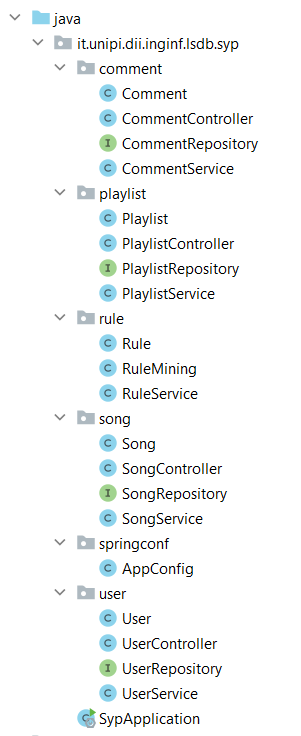 java
it.unipi.dii.inginf.lsdb.syp
comment
C Comment
C CommentController
I CommentRepository
C CommentService
playlist
C Playlist
C PlaylistController
I PlaylistRepository
C PlaylistService
rule
C Rule
C RuleMining
C RuleService
song
C Song
C SongController
I SongRepository
C SongService
springconf
C AppConfig
user
C User
C UserController
I UserRepository
C UserService
C SypApplication